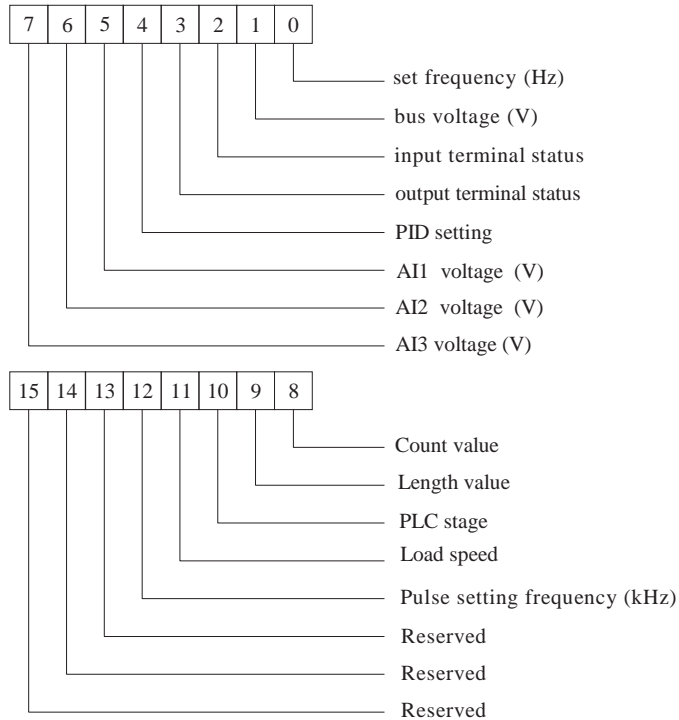 7 6 5 4 3 2 1 0
set frequency (Hz)
bus voltage (V)
input terminal status
output terminal status
PID setting
AI1 voltage (V)
AI2 voltage (V)
AI3 voltage (V)
15 14 13 12 11 10 9 8
Count value
Length value
PLC stage
Load speed
Pulse setting frequency (kHz)
Reserved
Reserved
Reserved